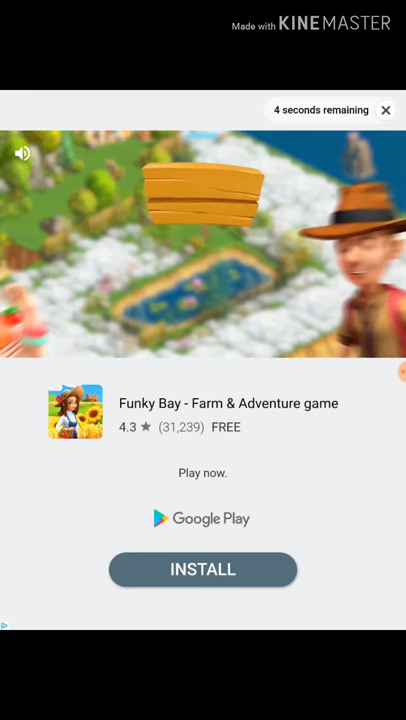 Made with KINEMASTER
4 seconds remaining
Funky Bay - Farm & Adventure game
4.3 ★ (31,239) FREE
Play now.
Google Play
INSTALL